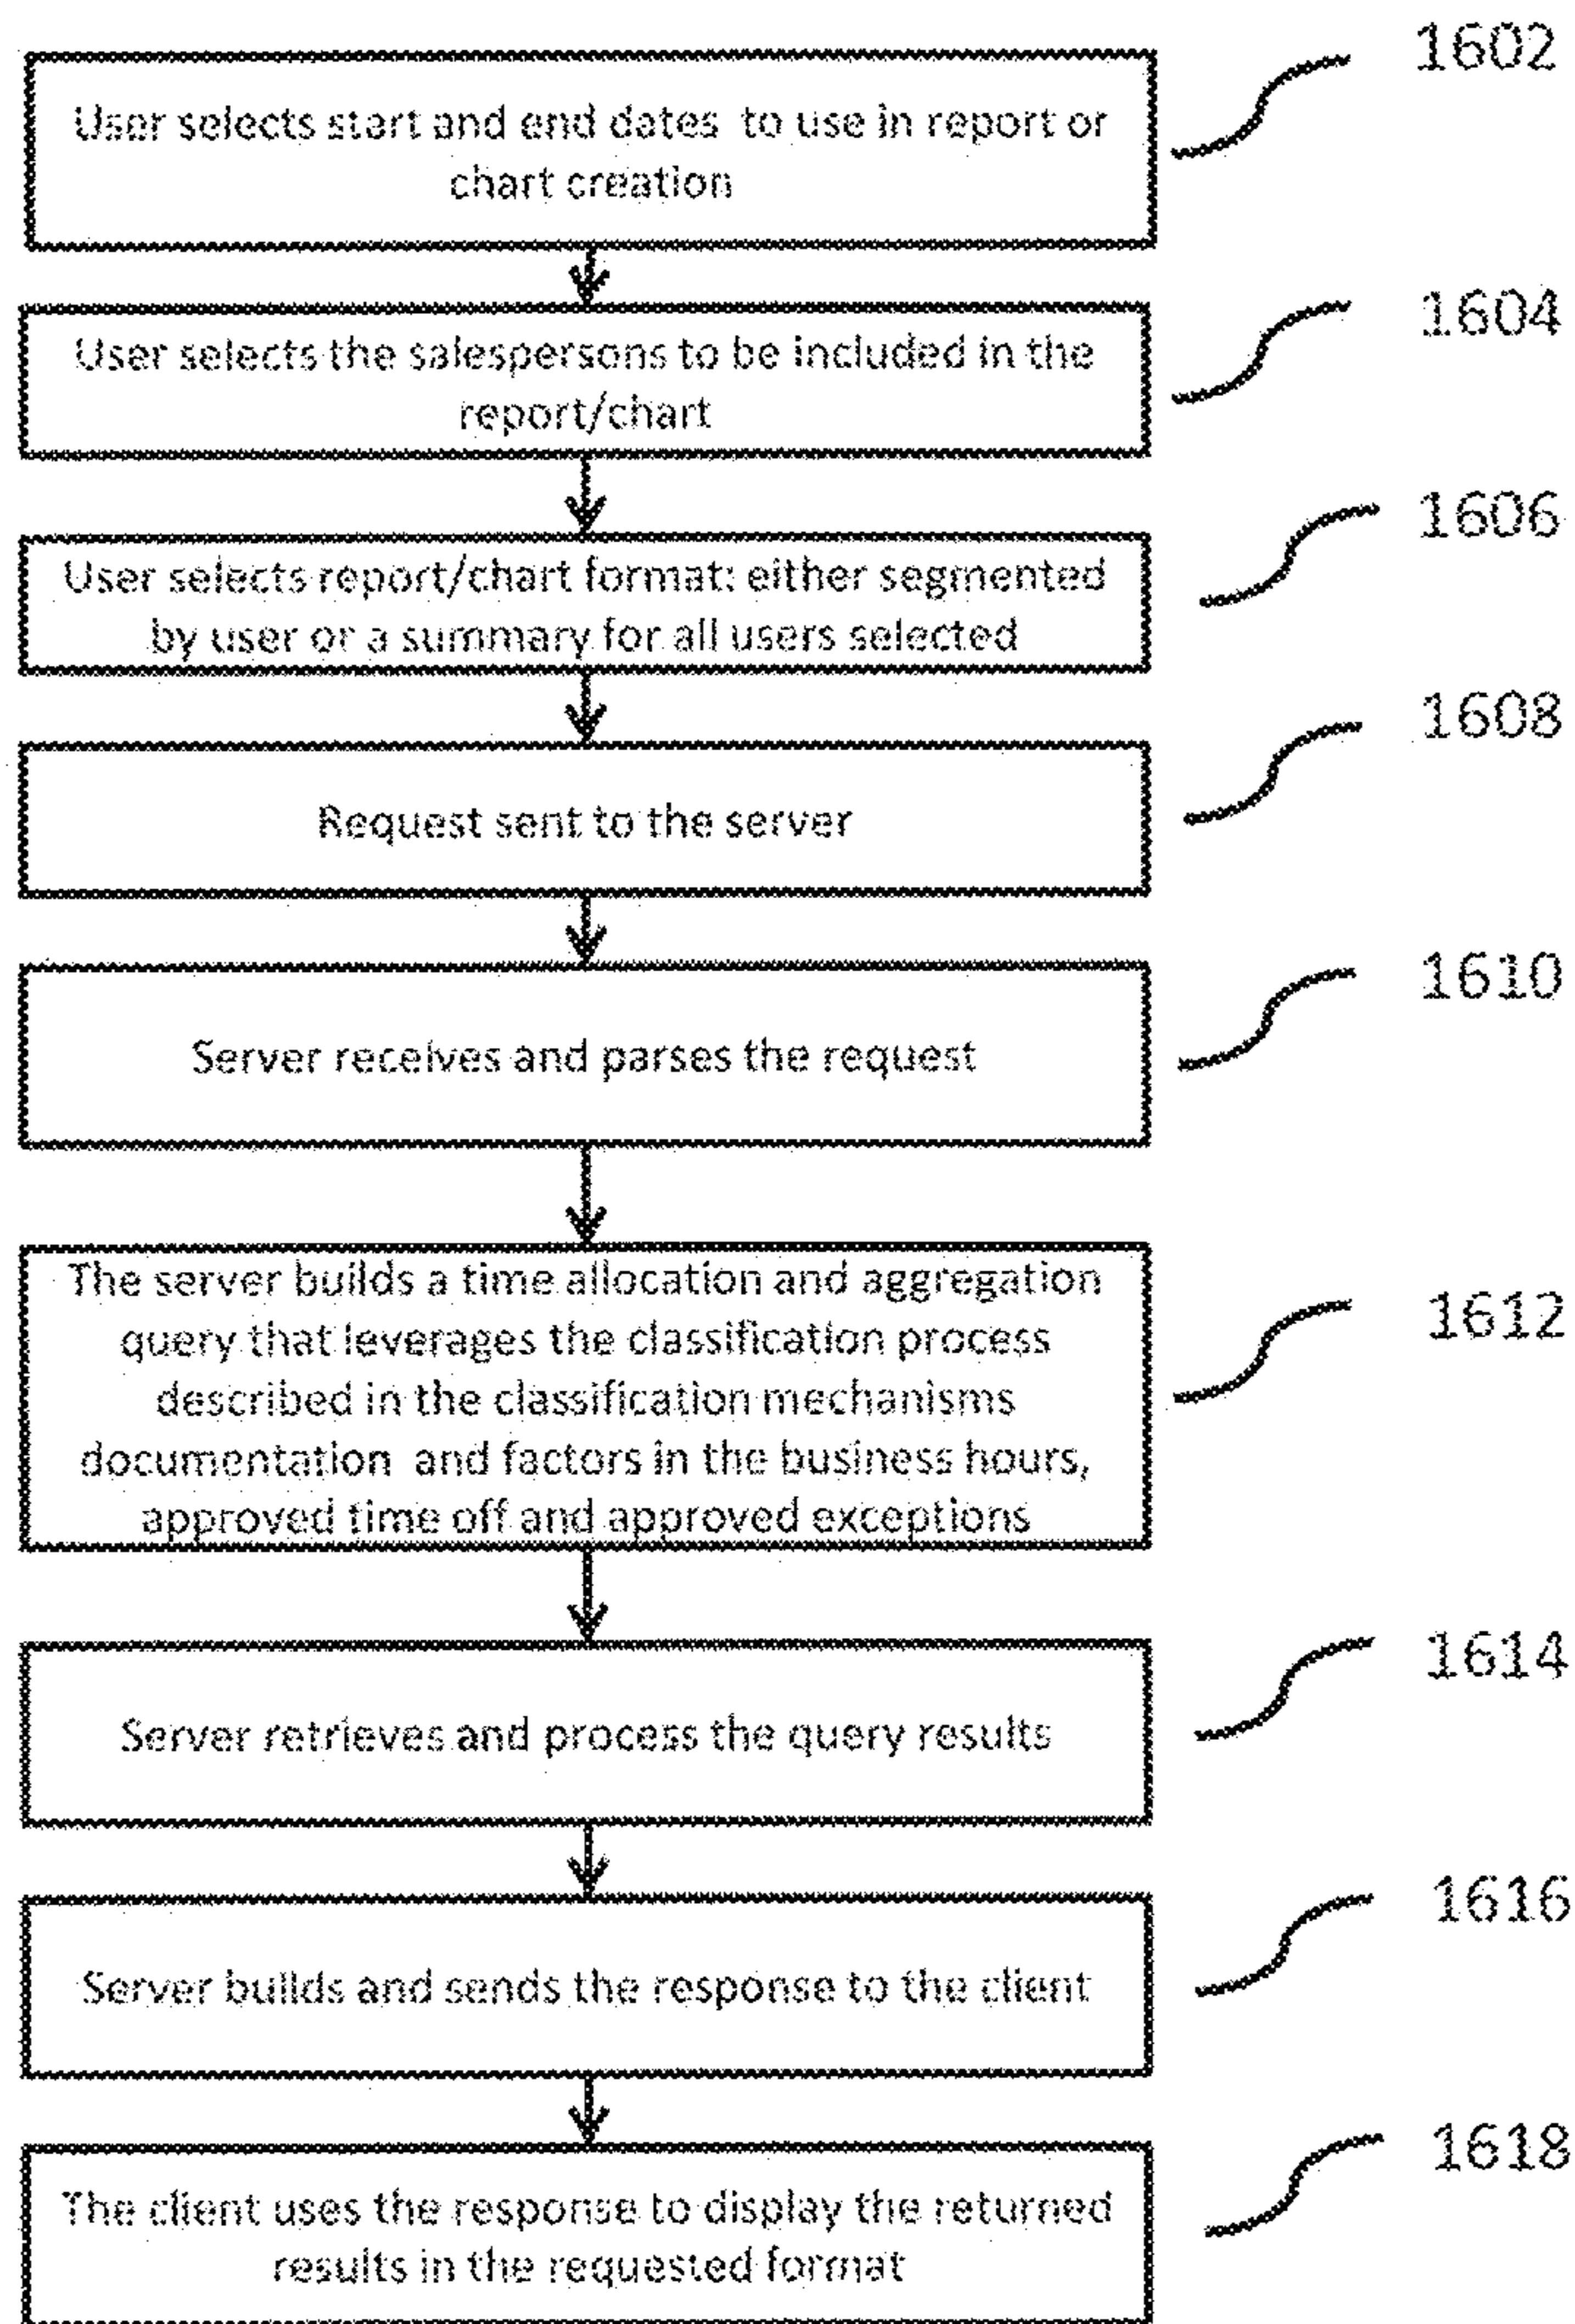 1602
User selects start and end dates to use in report or
chart creation
1604
User selects the salespersons to be included in the
report/chart
1606
User selects report/chart format: either segmented
by user or a summary for all users selected
1608
Request sent to the server
1610
Server receives and parses the request
1612
The server builds a time allocation and aggregation
query that leverages the classification process
described in the classification mechanisms
documentation and factors in the business hours,
approved time off and approved exceptions
1614
Server retrieves and process the query results
1616
Server builds and sends the response to the client
1618
The client uses the response to display the returned
results in the requested format